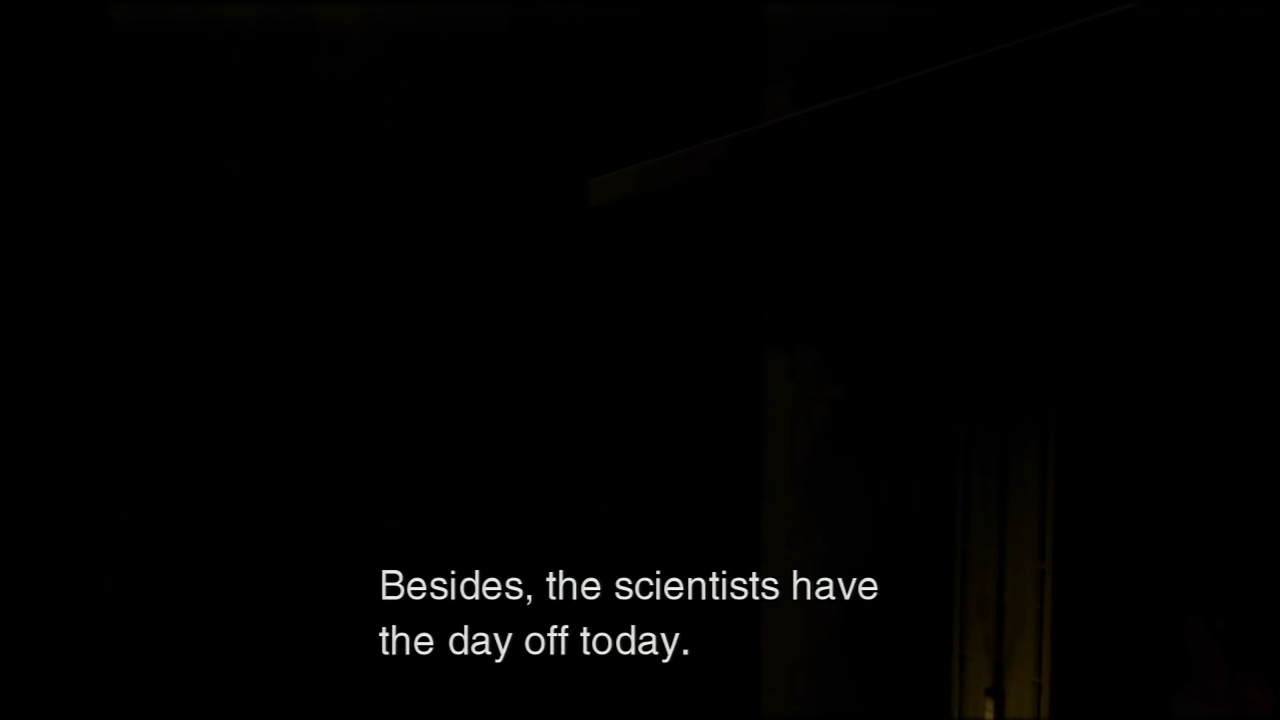 Besides, the scientists have
the day off today.